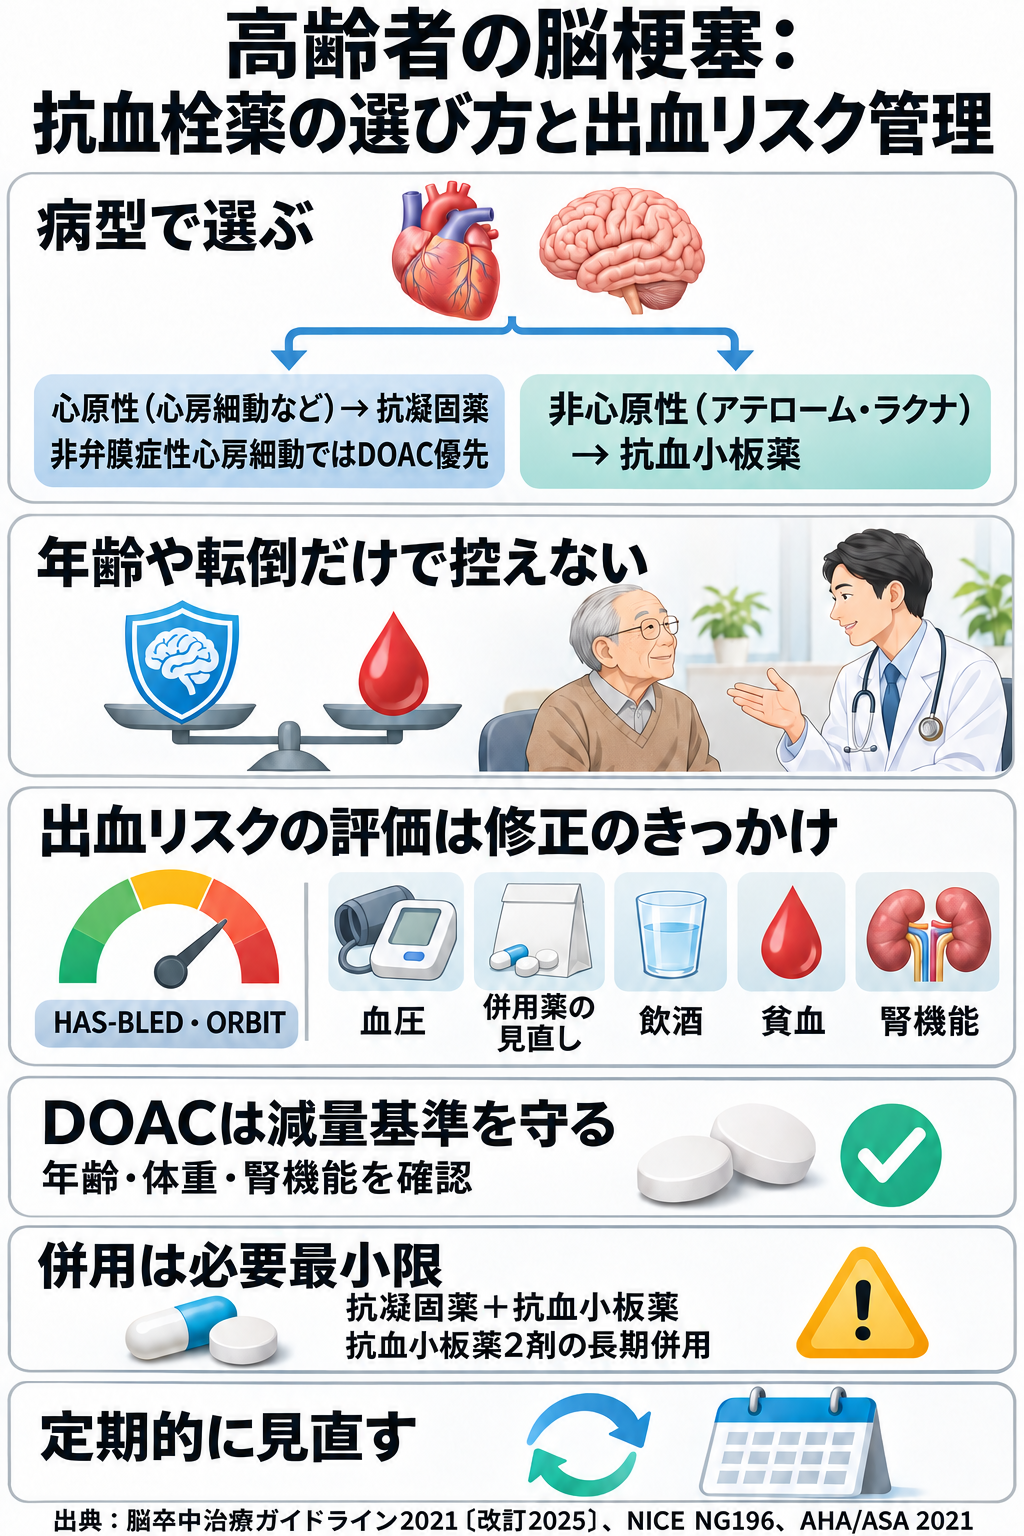 高齢者の脳梗塞：
抗血栓薬の選び方と出血リスク管理
病型で選ぶ
心原性（心房細動など）→ 抗凝固薬
非弁膜症性心房細動ではDOAC優先
非心原性（アテローム・ラクナ）
→ 抗血小板薬
年齢や転倒だけで控えない
出血リスクの評価は修正のきっかけ
HAS-BLED・ORBIT
血圧
併用薬の
見直し
飲酒
貧血
腎機能
DOACは減量基準を守る
年齢・体重・腎機能を確認
併用は必要最小限
抗凝固薬＋抗血小板薬
抗血小板薬2剤の長期併用
定期的に見直す
出典：脳卒中治療ガイドライン2021〔改訂2025〕、NICE NG196、AHA/ASA 2021